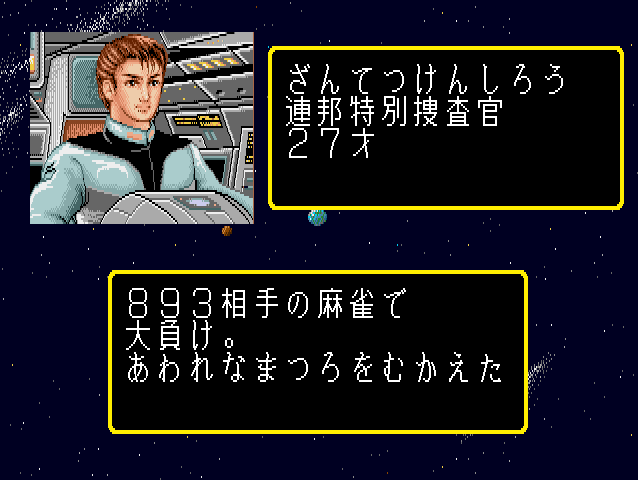 ざんてつけんしろう
連邦特別捜査官
２７才
８９３相手の麻雀で
大負け。
あわれなまつろをむかえた